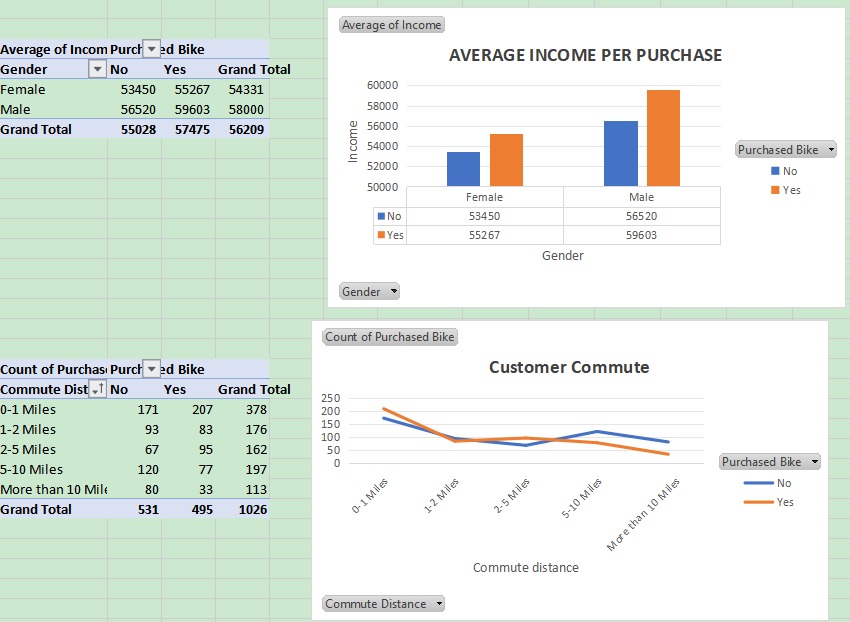 Average of Incom Purch ed Bike
Gender No Yes Grand Total
Female 53450 55267 54331
Male 56520 59603 58000
Grand Total 55028 57475 56209
Average of Income
AVERAGE INCOME PER PURCHASE
60000
58000
56000
54000
52000
50000
Income
Female Male
No 53450 56520
Yes 55267 59603
Gender
Purchased Bike
No
Yes
Gender
Count of Purchase Purch ed Bike
Commute Dist No Yes Grand Total
0-1 Miles 171 207 378
1-2 Miles 93 83 176
2-5 Miles 67 95 162
5-10 Miles 120 77 197
More than 10 Mile 80 33 113
Grand Total 531 495 1026
Count of Purchased Bike
Customer Commute
250
200
150
100
50
0
0-1 Miles
1-2 Miles
2-5 Miles
5-10 Miles
More than 10 Miles
Commute distance
Purchased Bike
No
Yes
Commute Distance